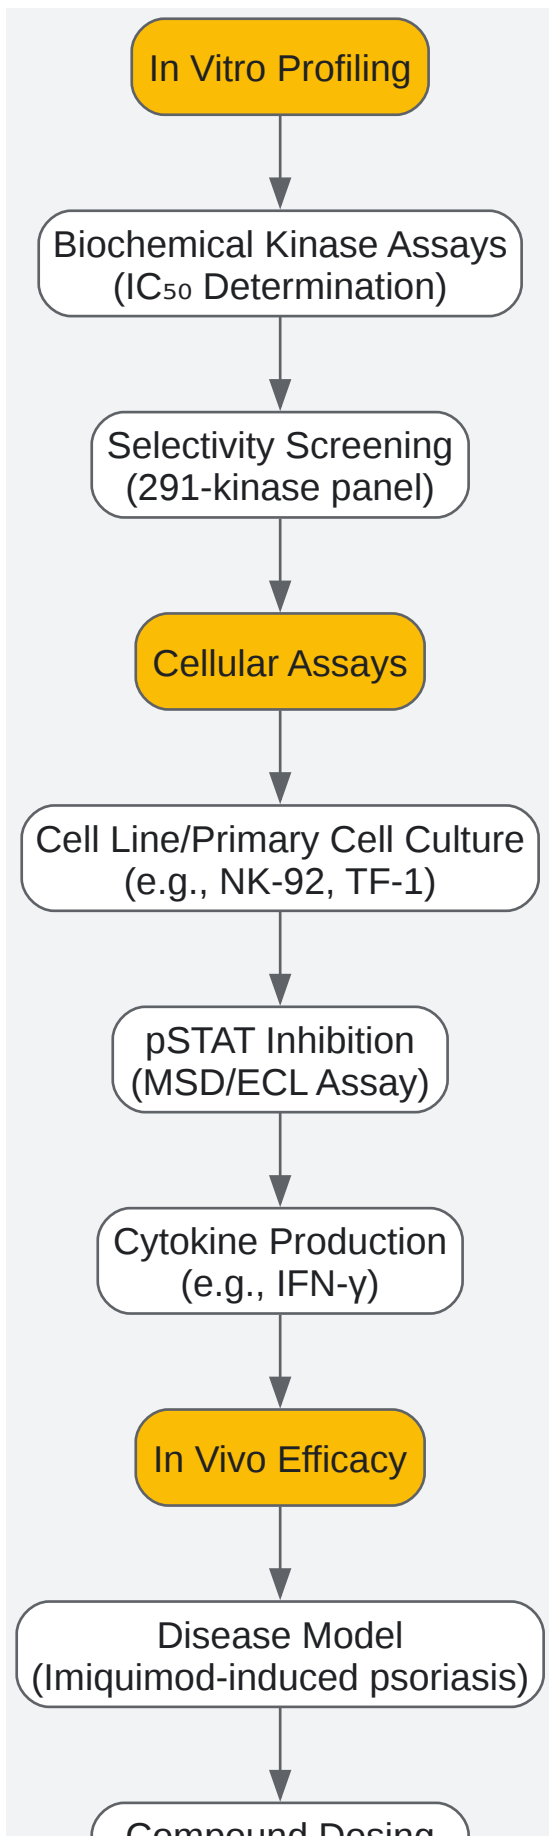 In Vitro Profiling
Biochemical Kinase Assays
(IC₅₀ Determination)
Selectivity Screening
(291-kinase panel)
Cellular Assays
Cell Line/Primary Cell Culture
(e.g., NK-92, TF-1)
pSTAT Inhibition
(MSD/ECL Assay)
Cytokine Production
(e.g., IFN-γ)
In Vivo Efficacy
Disease Model
(Imiquimod-induced psoriasis)
Compound Dosing